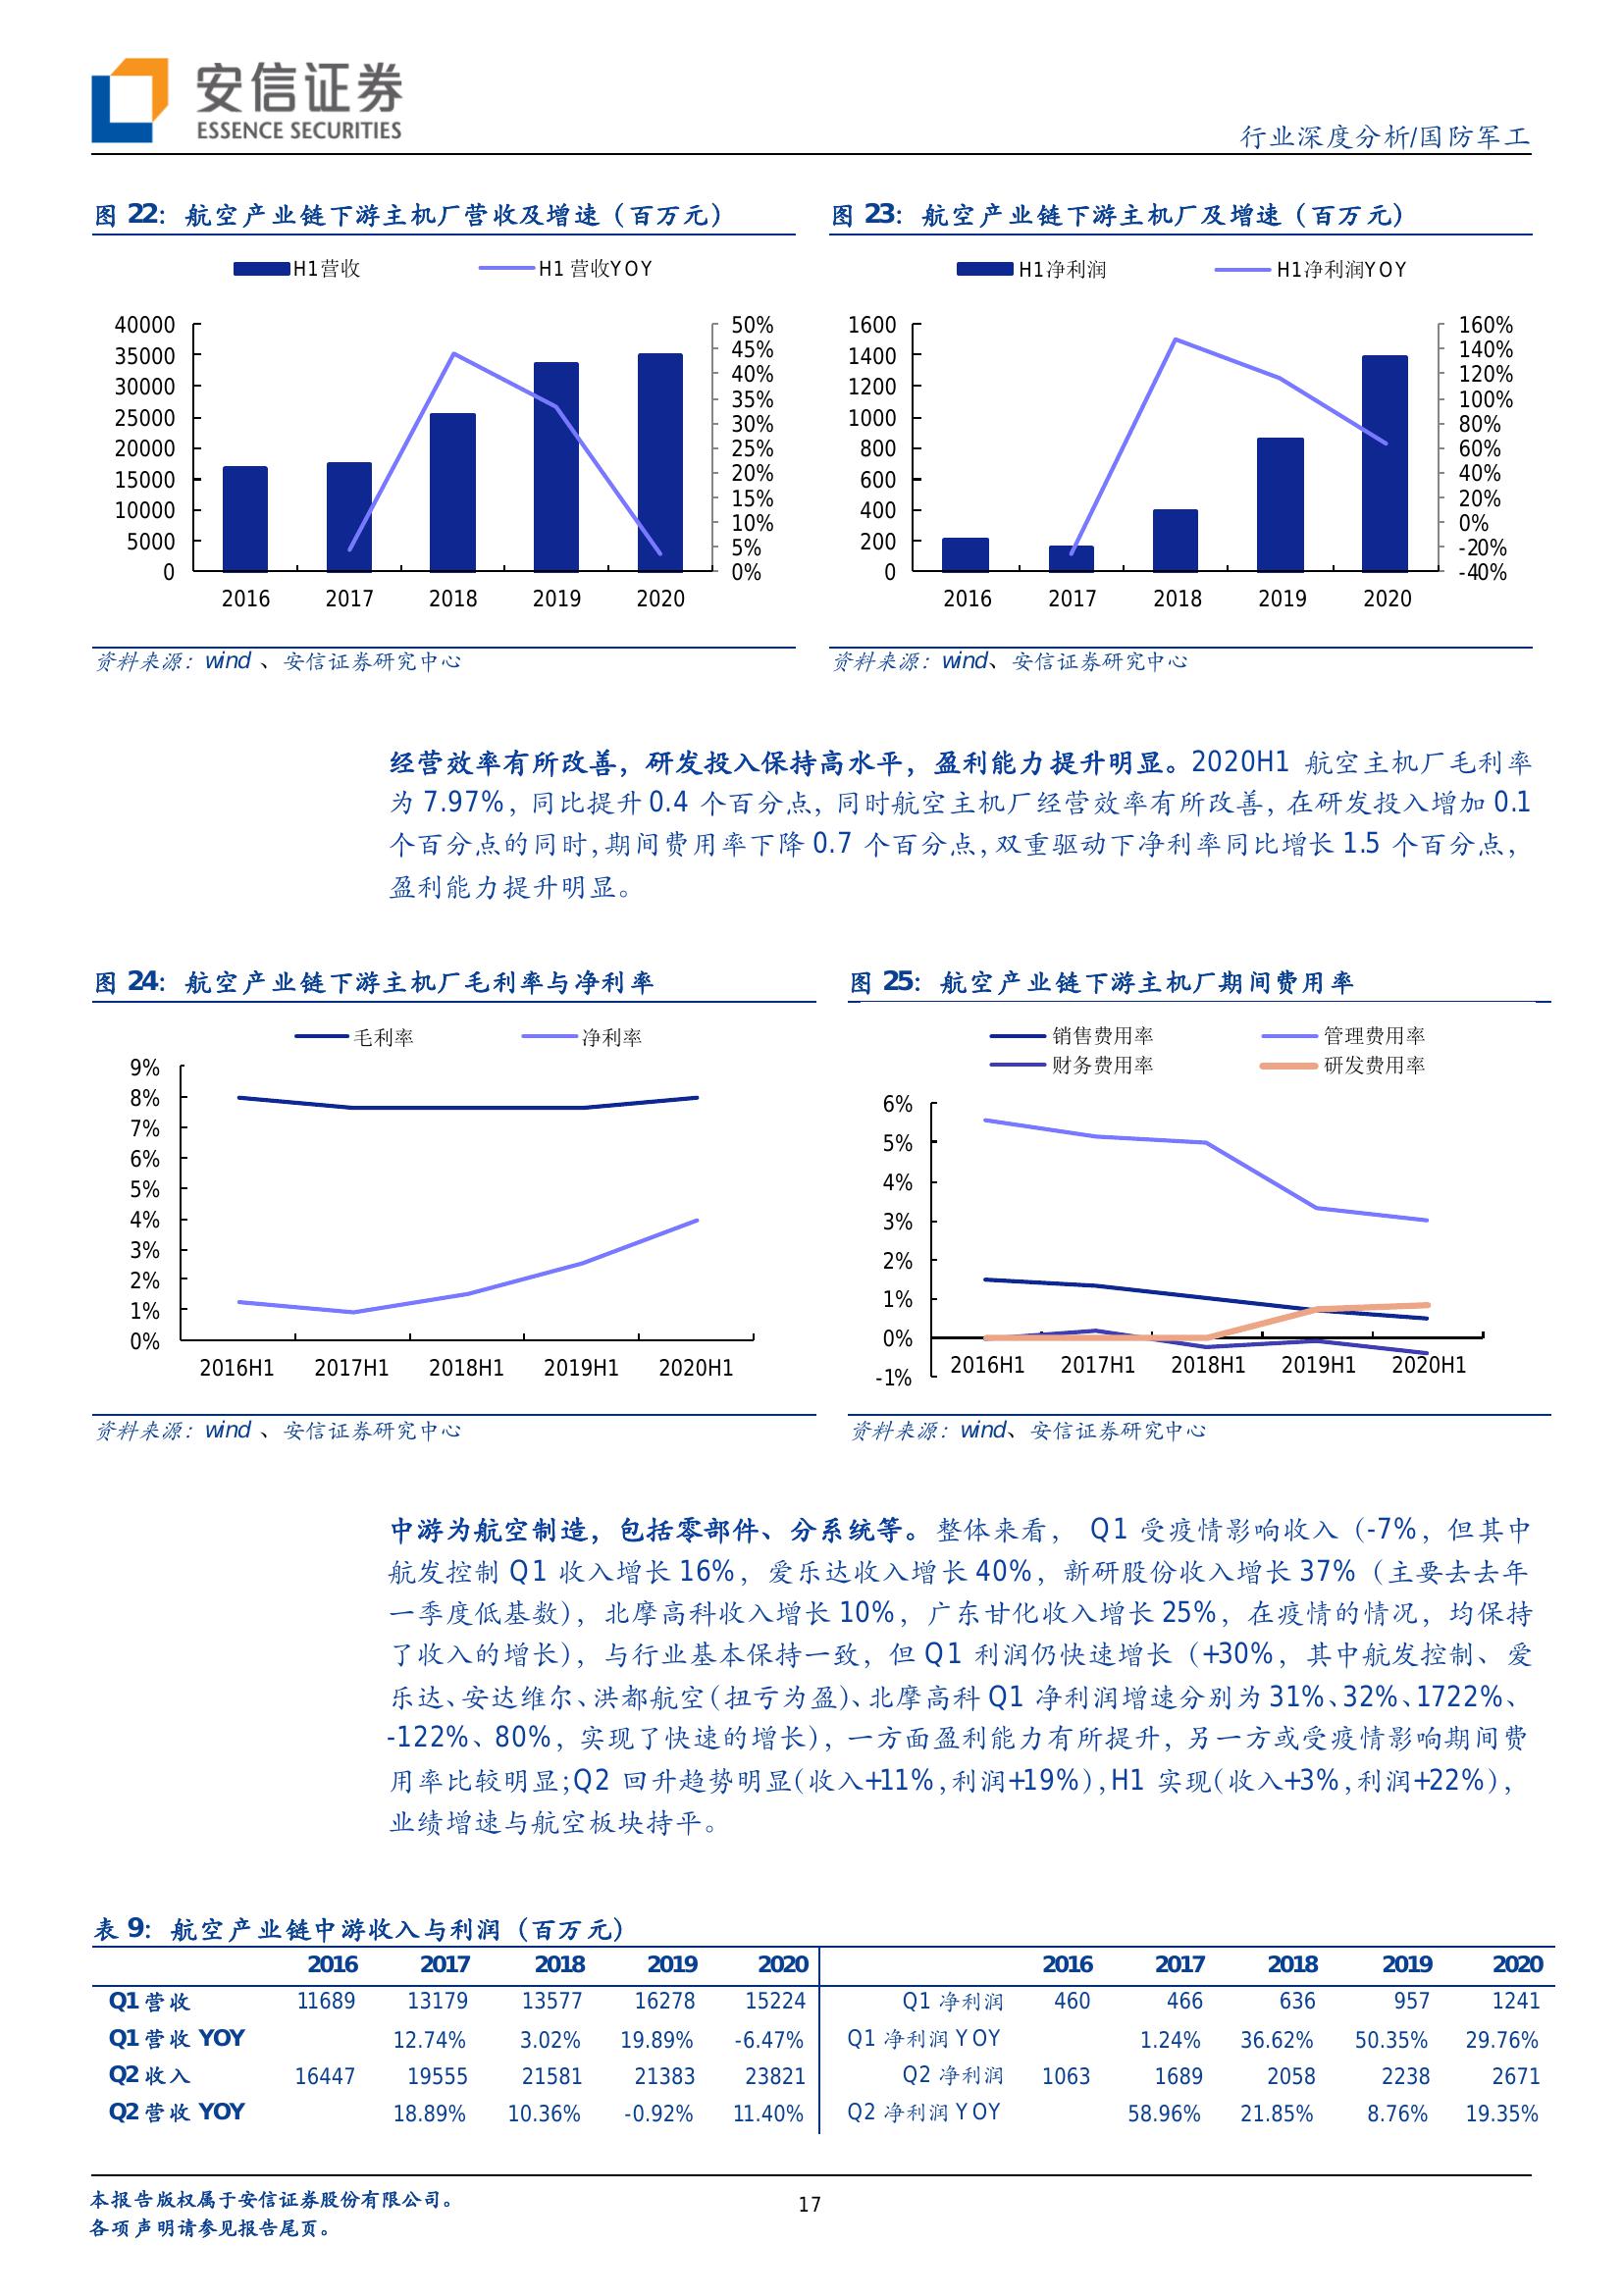 安信证券
ESSENCE SECURITIES
行业深度分析/国防军工
图 22：航空产业链下游主机厂营收及增速（百万元）
H1营收
H1 营收YOY
40000
35000
30000
25000
20000
15000
10000
5000
0
50%
45%
40%
35%
30%
25%
20%
15%
10%
5%
0%
2016 2017 2018 2019 2020
资料来源：wind 、安信证券研究中心
图 23：航空产业链下游主机厂及增速（百万元）
H1净利润
H1净利润YOY
1600
1400
1200
1000
800
600
400
200
0
160%
140%
120%
100%
80%
60%
40%
20%
0%
-20%
-40%
2016 2017 2018 2019 2020
资料来源：wind、安信证券研究中心
经营效率有所改善，研发投入保持高水平，盈利能力提升明显。2020H1 航空主机厂毛利率
为 7.97%，同比提升 0.4 个百分点，同时航空主机厂经营效率有所改善，在研发投入增加 0.1
个百分点的同时，期间费用率下降 0.7 个百分点，双重驱动下净利率同比增长 1.5 个百分点，
盈利能力提升明显。
图 24：航空产业链下游主机厂毛利率与净利率
毛利率
净利率
9%
8%
7%
6%
5%
4%
3%
2%
1%
0%
2016H1 2017H1 2018H1 2019H1 2020H1
资料来源：wind 、安信证券研究中心
图 25：航空产业链下游主机厂期间费用率
销售费用率
管理费用率
财务费用率
研发费用率
6%
5%
4%
3%
2%
1%
0%
-1%
2016H1 2017H1 2018H1 2019H1 2020H1
资料来源：wind、安信证券研究中心
中游为航空制造，包括零部件、分系统等。整体来看， Q1 受疫情影响收入（-7%，但其中
航发控制 Q1 收入增长 16%，爱乐达收入增长 40%，新研股份收入增长 37%（主要去去年
一季度低基数），北摩高科收入增长 10%，广东甘化收入增长 25%，在疫情的情况，均保持
了收入的增长），与行业基本保持一致，但 Q1 利润仍快速增长（+30%，其中航发控制、爱
乐达、安达维尔、洪都航空（扭亏为盈）、北摩高科 Q1 净利润增速分别为 31%、32%、1722%、
-122%、80%，实现了快速的增长），一方面盈利能力有所提升，另一方或受疫情影响期间费
用率比较明显；Q2 回升趋势明显（收入+11%，利润+19%），H1 实现（收入+3%，利润+22%），
业绩增速与航空板块持平。
表 9：航空产业链中游收入与利润（百万元）
2016 2017 2018 2019 2020 2016 2017 2018 2019 2020
Q1 营收 11689 13179 13577 16278 15224 Q1 净利润 460 466 636 957 1241
Q1 营收 YOY 12.74% 3.02% 19.89% -6.47% Q1 净利润 YOY 1.24% 36.62% 50.35% 29.76%
Q2 收入 16447 19555 21581 21383 23821 Q2 净利润 1063 1689 2058 2238 2671
Q2 营收 YOY 18.89% 10.36% -0.92% 11.40% Q2 净利润 YOY 58.96% 21.85% 8.76% 19.35%
本报告版权属于安信证券股份有限公司。
各项声明请参见报告尾页。
17